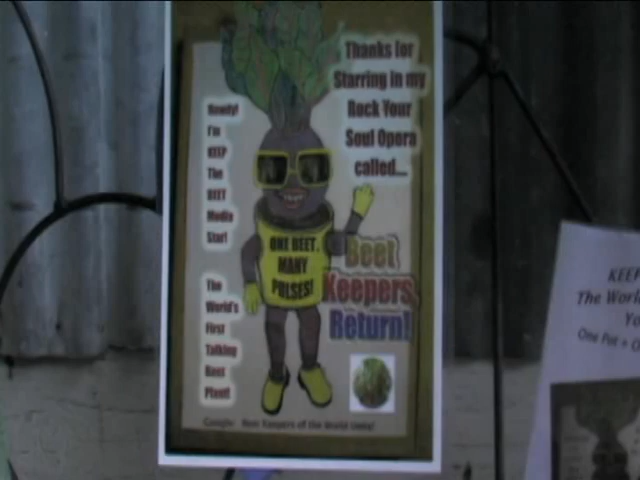 Howdy!
I'm
KEEP
The
BEET
Media
Star!
The
World's
First
Talking
Beet
Plant!
Thanks for
Starring in my
Rock Your
Soul Opera
called...
ONE BEET.
MANY
PULSES!
Beet
Keepers
Return!
Google: Beet Keepers of the World Unite!
KEEP
The World
Yo
One Pot = O